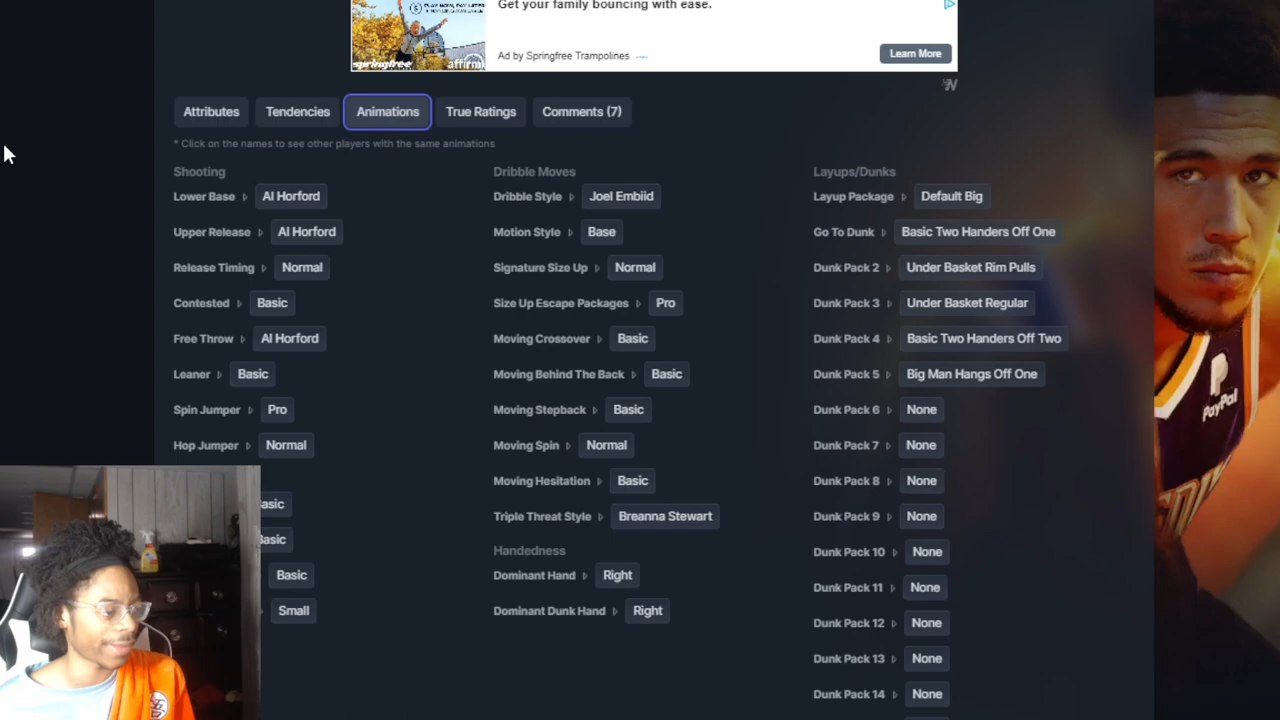 PLAY NOW, PAY LATER
Get your family bouncing with ease.
springfree
affirm
Ad by Springfree Trampolines
Learn More
Attributes
Tendencies
Animations
True Ratings
Comments (7)
* Click on the names to see other players with the same animations
Shooting
Lower Base Al Horford
Upper Release Al Horford
Release Timing Normal
Contested Basic
Free Throw Al Horford
Leaner Basic
Spin Jumper Pro
Hop Jumper Normal
asic
Basic
Basic
Small
Dribble Moves
Dribble Style Joel Embiid
Motion Style Base
Signature Size Up Normal
Size Up Escape Packages Pro
Moving Crossover Basic
Moving Behind The Back Basic
Moving Stepback Basic
Moving Spin Normal
Moving Hesitation Basic
Triple Threat Style Breanna Stewart
Handedness
Dominant Hand Right
Dominant Dunk Hand Right
Layups/Dunks
Layup Package Default Big
Go To Dunk Basic Two Handers Off One
Dunk Pack 2 Under Basket Rim Pulls
Dunk Pack 3 Under Basket Regular
Dunk Pack 4 Basic Two Handers Off Two
Dunk Pack 5 Big Man Hangs Off One
Dunk Pack 6 None
Dunk Pack 7 None
Dunk Pack 8 None
Dunk Pack 9 None
Dunk Pack 10 None
Dunk Pack 11 None
Dunk Pack 12 None
Dunk Pack 13 None
Dunk Pack 14 None
PayPal